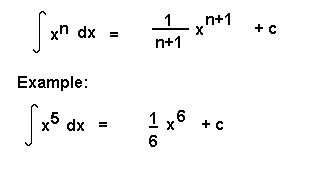 ∫ xⁿ dx = 1/(n+1) xⁿ⁺¹ + c
Example:
∫ x⁵ dx = 1/6 x⁶ + c